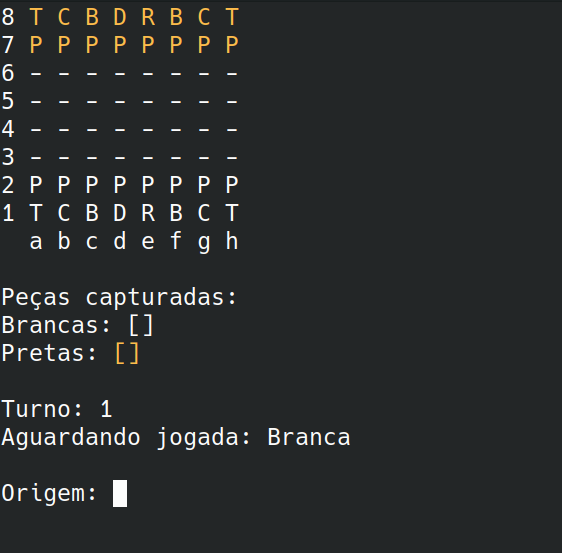 8 T C B D R B C T
7 P P P P P P P P
6 - - - - - - - -
5 - - - - - - - -
4 - - - - - - - -
3 - - - - - - - -
2 P P P P P P P P
1 T C B D R B C T
a b c d e f g h
Peças capturadas:
Brancas: []
Pretas: []
Turno: 1
Aguardando jogada: Branca
Origem: